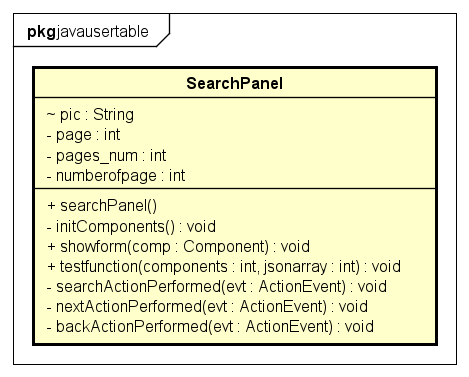 pkg javausertable
SearchPanel
~ pic : String
- page : int
- pages_num : int
- numberofpage : int
+ searchPanel()
- initComponents() : void
+ showform(comp : Component) : void
+ testfunction(components : int, jsonarray : int) : void
- searchActionPerformed(evt : ActionEvent) : void
- nextActionPerformed(evt : ActionEvent) : void
- backActionPerformed(evt : ActionEvent) : void